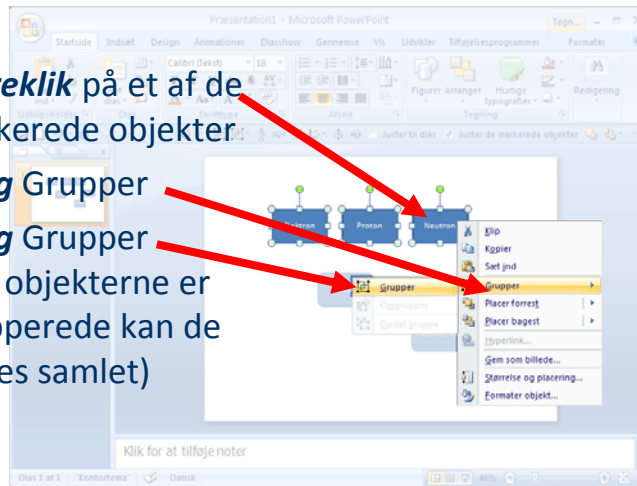 Præsentation1 - Microsoft PowerPoint
Tegn...
Startside Indsæt Design Animationer Diasshow Gennemse Vis Udvikler Tilføjelsesprogrammer Formater
Calibri (Tekst) 18
Figurer Arranger Hurtige typografier Redigering
Afsnit Tegning
Juster til dias Juster de markerede objekter
eklik på et af de
kerede objekter
g Grupper
g Grupper
objekterne er
operede kan de
es samlet)
Proton Neutron
Klip
Kopier
Sæt ind
Grupper
Placer forrest
Placer bagest
Hyperlink...
Gem som billede...
Størrelse og placering...
Formater objekt...
Grupper
Opdel gruppe
Klik for at tilføje noter
Dias 1 af 1 "Kontortema" Dansk 46%